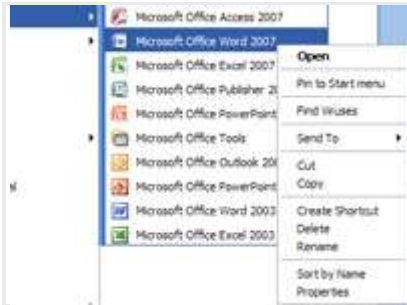 Microsoft Office Access 2007
Microsoft Office Word 2007
Microsoft Office Excel 2007
Microsoft Office Publisher 2
Microsoft Office PowerPoint
Microsoft Office Tools
Microsoft Office Outlook 20
Microsoft Office PowerPoint
Microsoft Office Word 2003
Microsoft Office Excel 2003
Open
Pin to Start menu
Find Viruses
Send To
Cut
Copy
Create Shortcut
Delete
Rename
Sort by Name
Properties